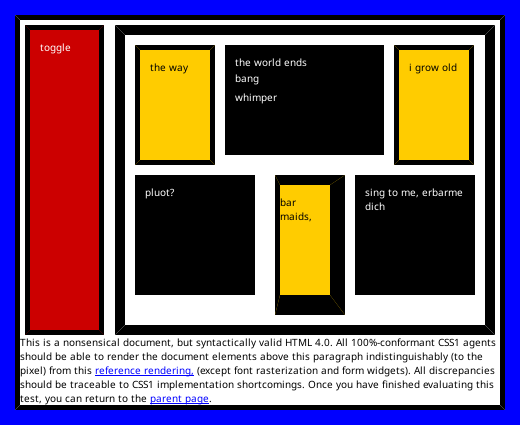 toggle
the way
the world ends
bang
whimper
i grow old
pluot?
bar
maids,
sing to me, erbarme
dich
This is a nonsensical document, but syntactically valid HTML 4.0. All 100%-conformant CSS1 agents
should be able to render the document elements above this paragraph indistinguishably (to the
pixel) from this reference rendering, (except font rasterization and form widgets). All discrepancies
should be traceable to CSS1 implementation shortcomings. Once you have finished evaluating this
test, you can return to the parent page.